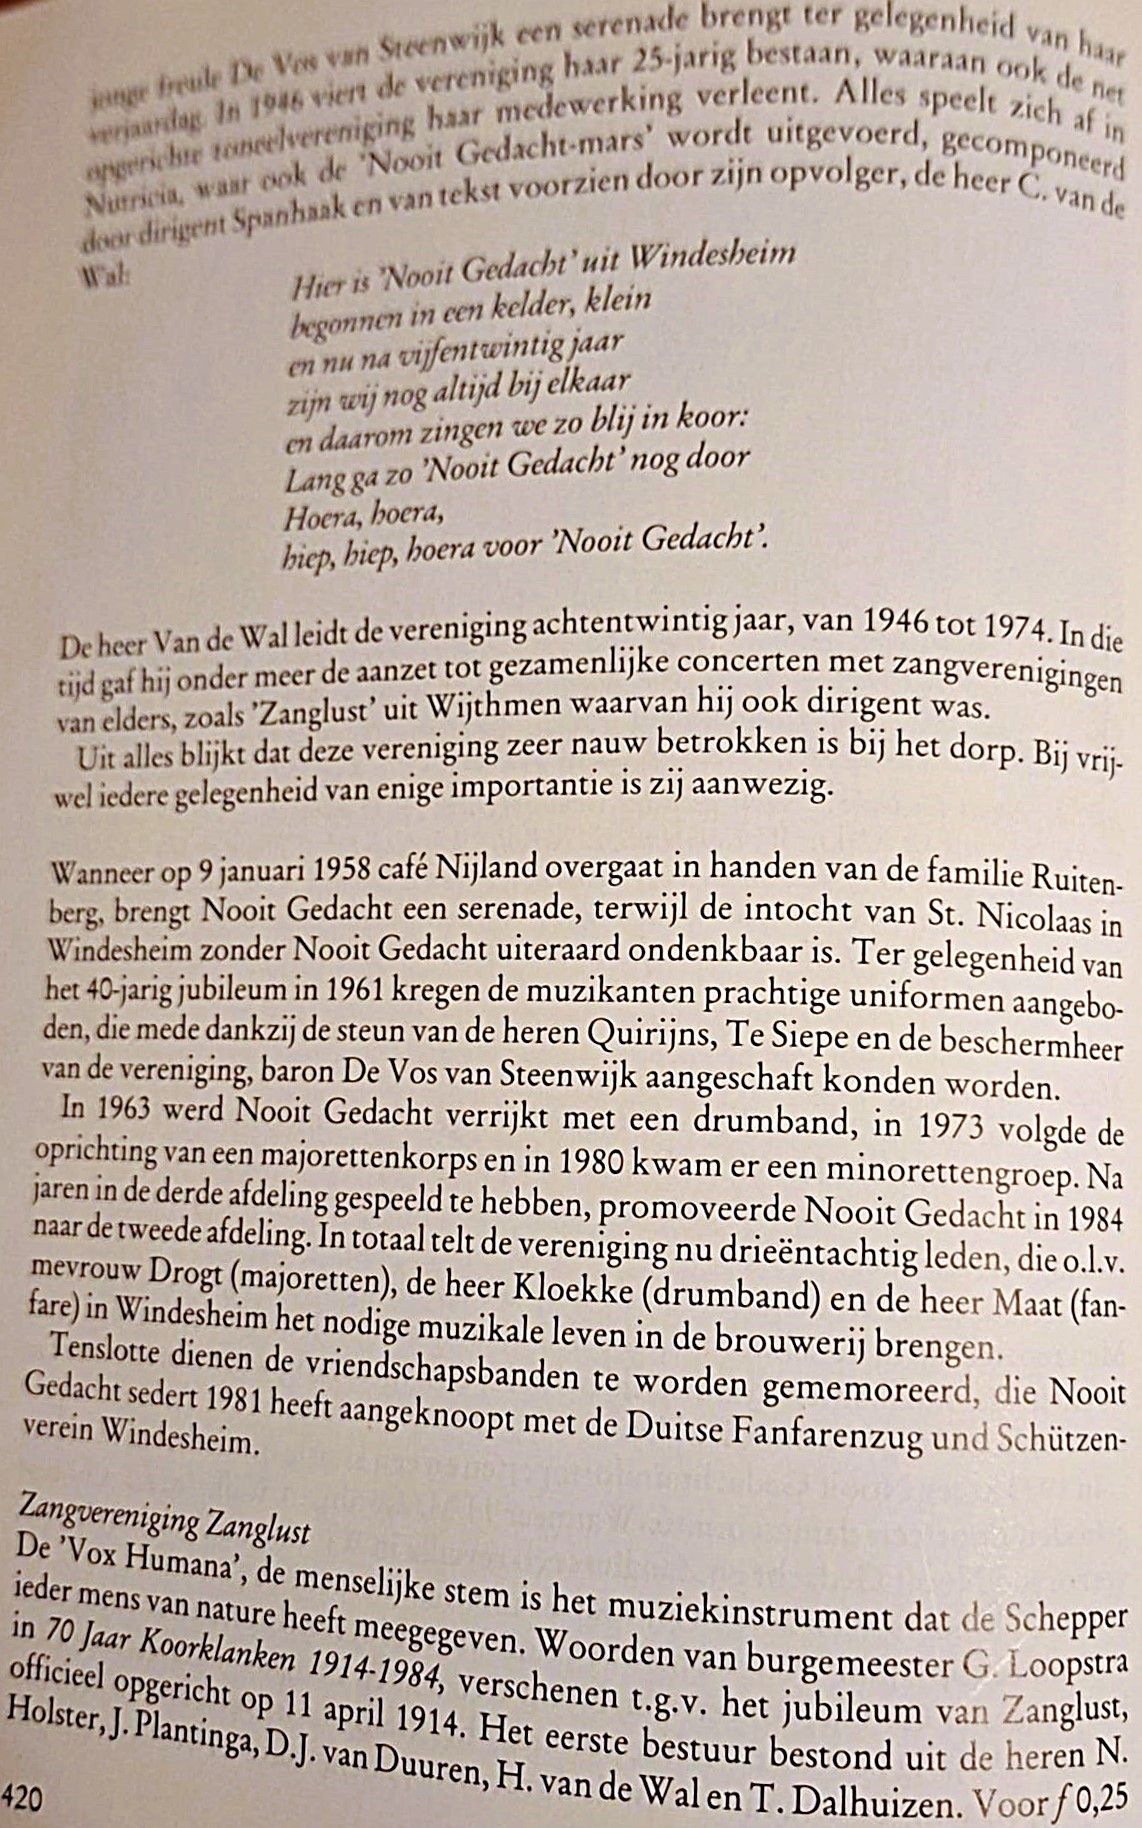 jonge freule De Vos van Steenwijk een serenade brengt ter gelegenheid van haar
verjaardag. In 1946 viert de vereniging haar 25-jarig bestaan, waaraan ook de net
opgerichte toneelvereniging haar medewerking verleent. Alles speelt zich af in
Nutricia, waar ook de 'Nooit Gedacht-mars' wordt uitgevoerd, gecomponeerd
door dirigent Spanhaak en van tekst voorzien door zijn opvolger, de heer C. van de
Wal:
Hier is 'Nooit Gedacht' uit Windesheim
begonnen in een kelder, klein
en nu na vijfentwintig jaar
zijn wij nog altijd bij elkaar
en daarom zingen we zo blij in koor:
Lang ga zo 'Nooit Gedacht' nog door
Hoera, hoera,
hiep, hiep, hoera voor 'Nooit Gedacht'.
De heer Van de Wal leidt de vereniging achtentwintig jaar, van 1946 tot 1974. In die
tijd gaf hij onder meer de aanzet tot gezamenlijke concerten met zangverenigingen
van elders, zoals 'Zanglust' uit Wijthmen waarvan hij ook dirigent was.
Uit alles blijkt dat deze vereniging zeer nauw betrokken is bij het dorp. Bij vrij-
wel iedere gelegenheid van enige importantie is zij aanwezig.
Wanneer op 9 januari 1958 café Nijland overgaat in handen van de familie Ruiten-
berg, brengt Nooit Gedacht een serenade, terwijl de intocht van St. Nicolaas in
Windesheim zonder Nooit Gedacht uiteraard ondenkbaar is. Ter gelegenheid van
het 40-jarig jubileum in 1961 kregen de muzikanten prachtige uniformen aangebo-
den, die mede dankzij de steun van de heren Quirijns, Te Siepe en de beschermheer
van de vereniging, baron De Vos van Steenwijk aangeschaft konden worden.
In 1963 werd Nooit Gedacht verrijkt met een drumband, in 1973 volgde de
oprichting van een majorettenkorps en in 1980 kwam er een minorettengroep. Na
jaren in de derde afdeling gespeeld te hebben, promoveerde Nooit Gedacht in 1984
naar de tweede afdeling. In totaal telt de vereniging nu drieëntachtig leden, die o.l.v.
mevrouw Drogt (majoretten), de heer Kloekke (drumband) en de heer Maat (fan-
fare) in Windesheim het nodige muzikale leven in de brouwerij brengen.
Tenslotte dienen de vriendschapsbanden te worden gememoreerd, die Nooit
Gedacht sedert 1981 heeft aangeknoopt met de Duitse Fanfarenzug und Schützen-
verein Windesheim.
Zangvereniging Zanglust
De 'Vox Humana', de menselijke stem is het muziekinstrument dat de Schepper
ieder mens van nature heeft meegegeven. Woorden van burgemeester G. Loopstra
in 70 Jaar Koorklanken 1914-1984, verschenen t.g.v. het jubileum van Zanglust,
officieel opgericht op 11 april 1914. Het eerste bestuur bestond uit de heren N.
Holster, J. Plantinga, D.J. van Duuren, H. van de Wal en T. Dalhuizen. Voor ƒ 0,25
420